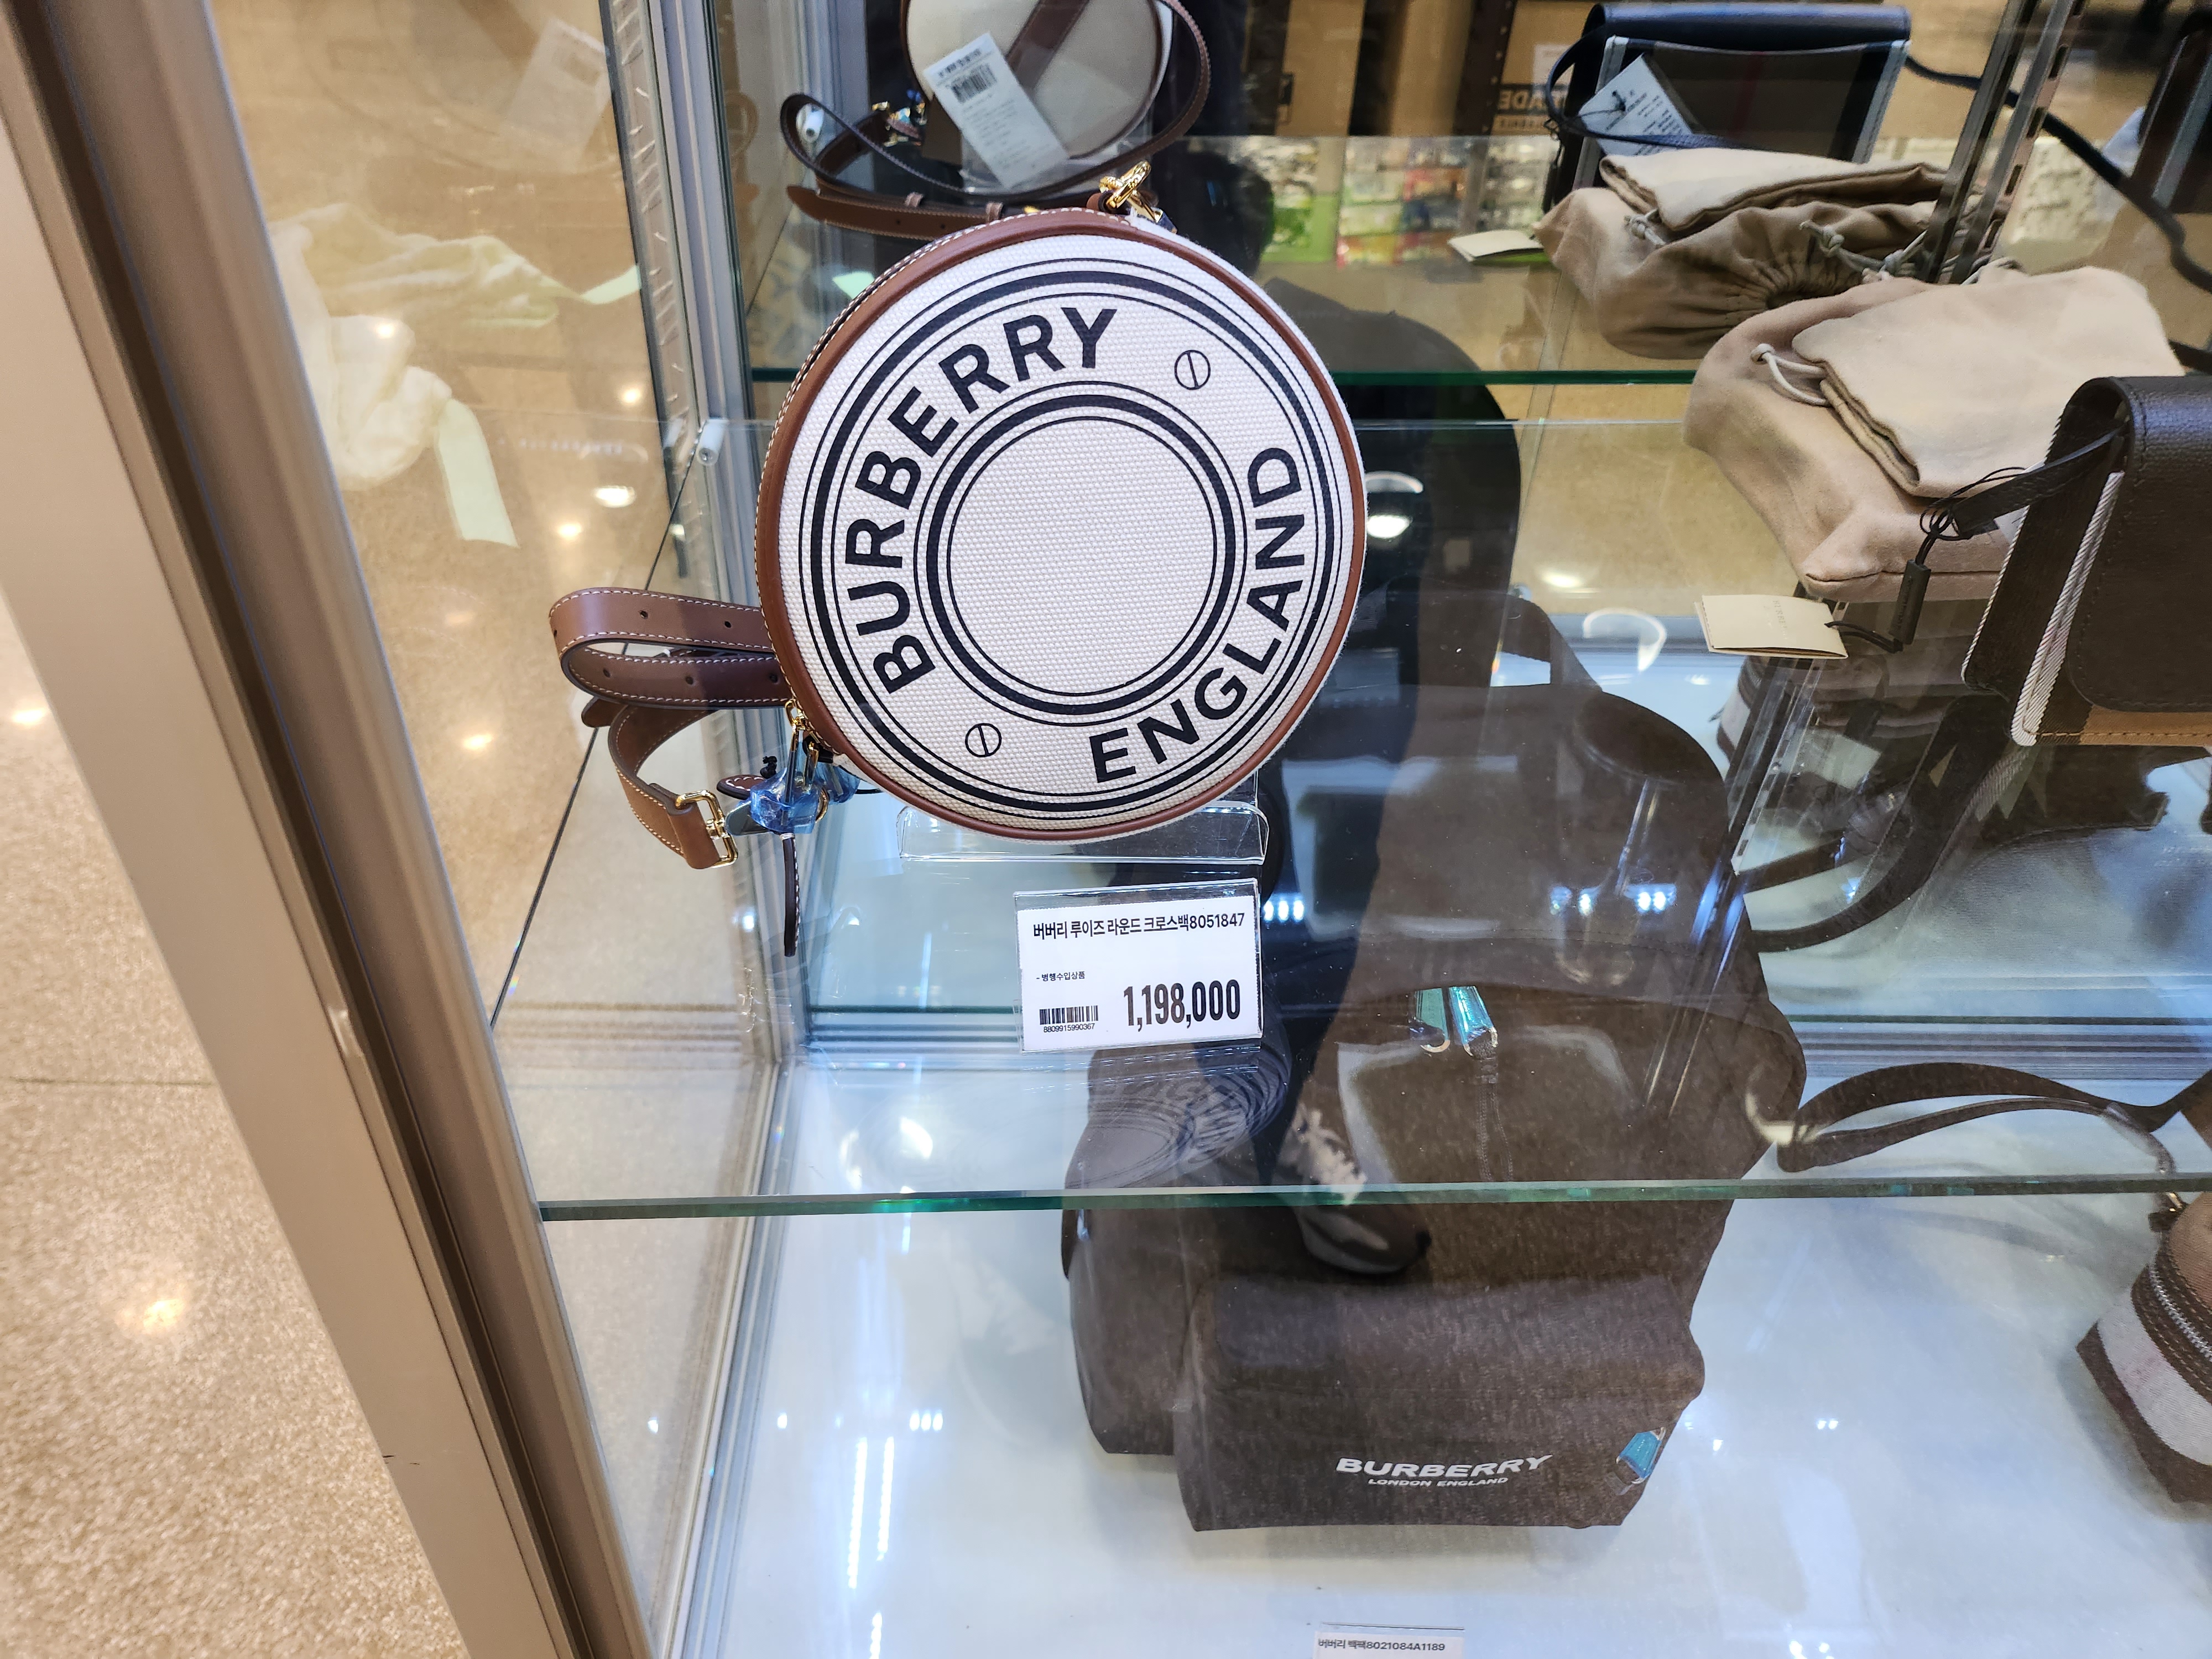 BURBERRY
ENGLAND
버버리 루이즈 라운드 크로스백8051847
- 병행수입상품
1,198,000
8809915990367
BURBERRY
LONDON ENGLAND
버버리 백팩8021084A1189